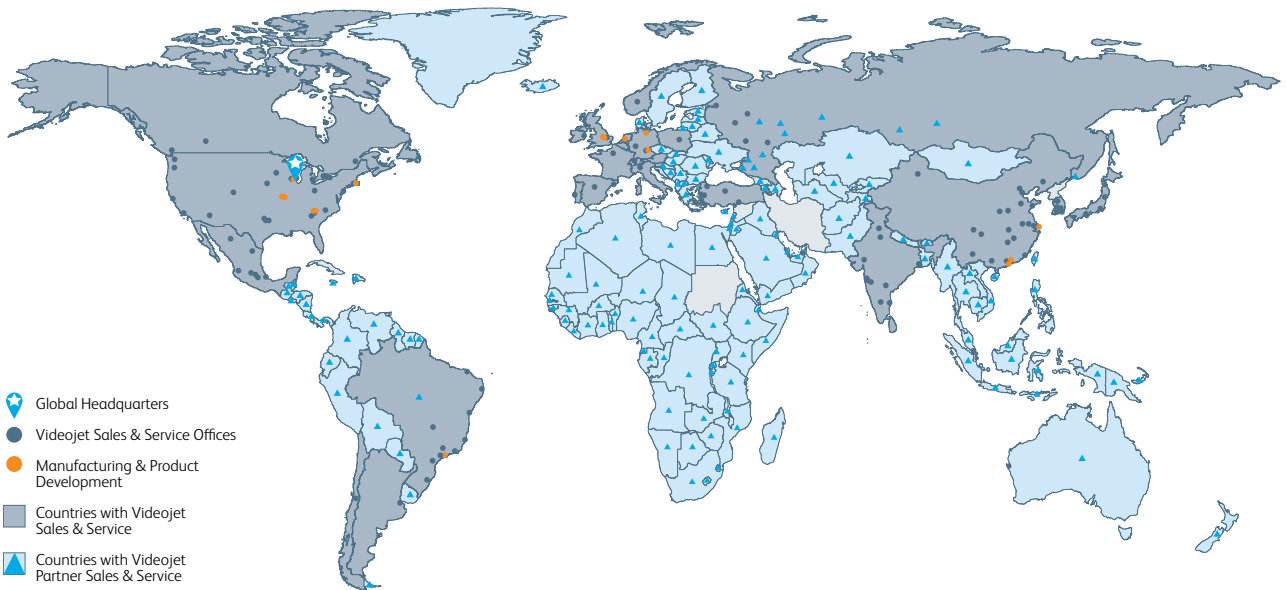 Global Headquarters
Videojet Sales & Service Offices
Manufacturing & Product
Development
Countries with Videojet
Sales & Service
Countries with Videojet
Partner Sales & Service